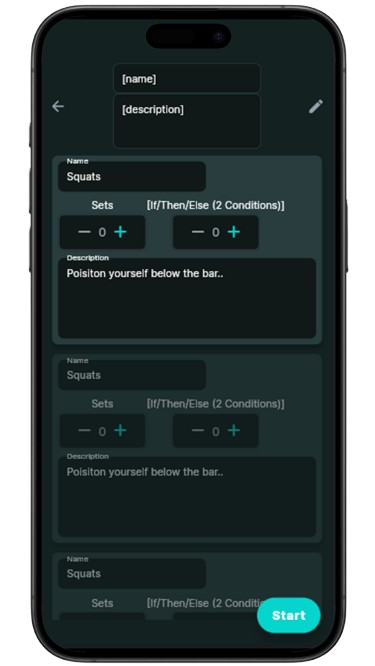 [name]
[description]
Name
Squats
Sets [If/Then/Else (2 Conditions)]
− 0 + − 0 +
Description
Poisiton yourself below the bar..
Name
Squats
Sets [If/Then/Else (2 Conditions)]
− 0 + − 0 +
Description
Poisiton yourself below the bar..
Name
Squats
Sets [If/Then/Else (2 Conditio
Start